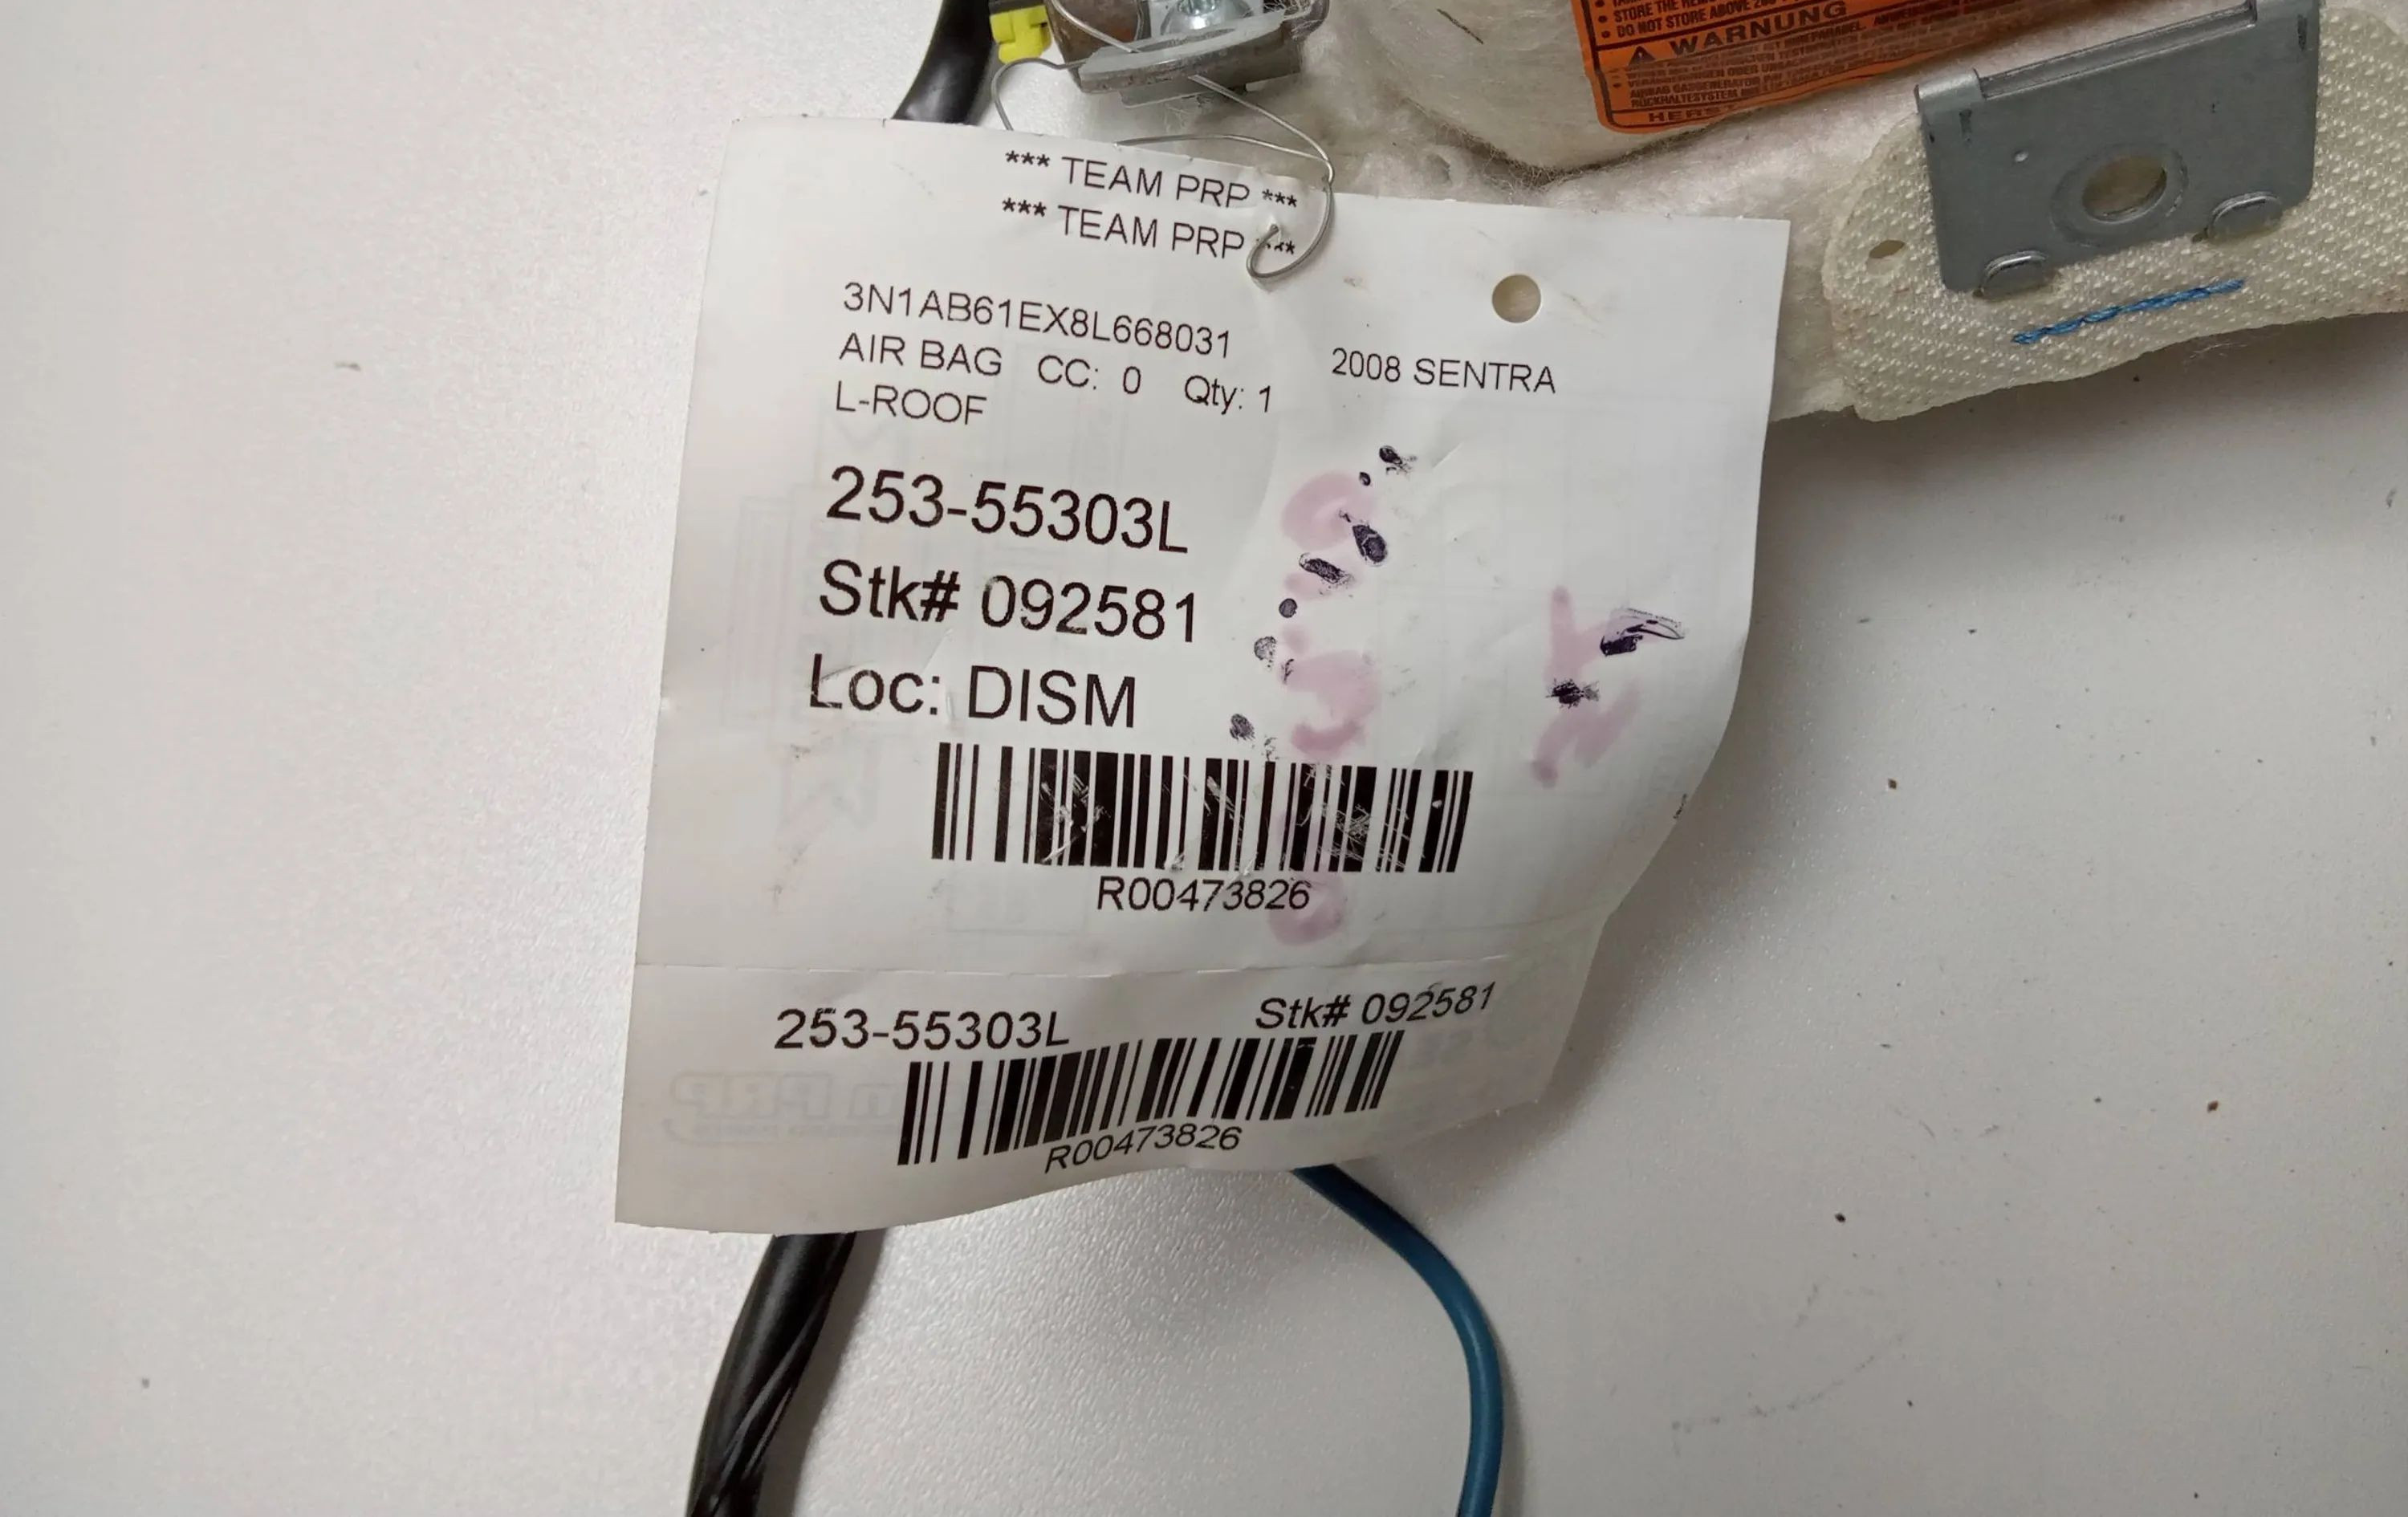 STORE THE
• DO NOT STORE ABOVE
⚠ WARNUNG
*** TEAM PRP ***
*** TEAM PRP ***
3N1AB61EX8L668031
2008 SENTRA
AIR BAG CC: 0 Qty: 1
L-ROOF
253-55303L
Stk# 092581
Loc: DISM
R00473826
253-55303L Stk# 092581
R00473826